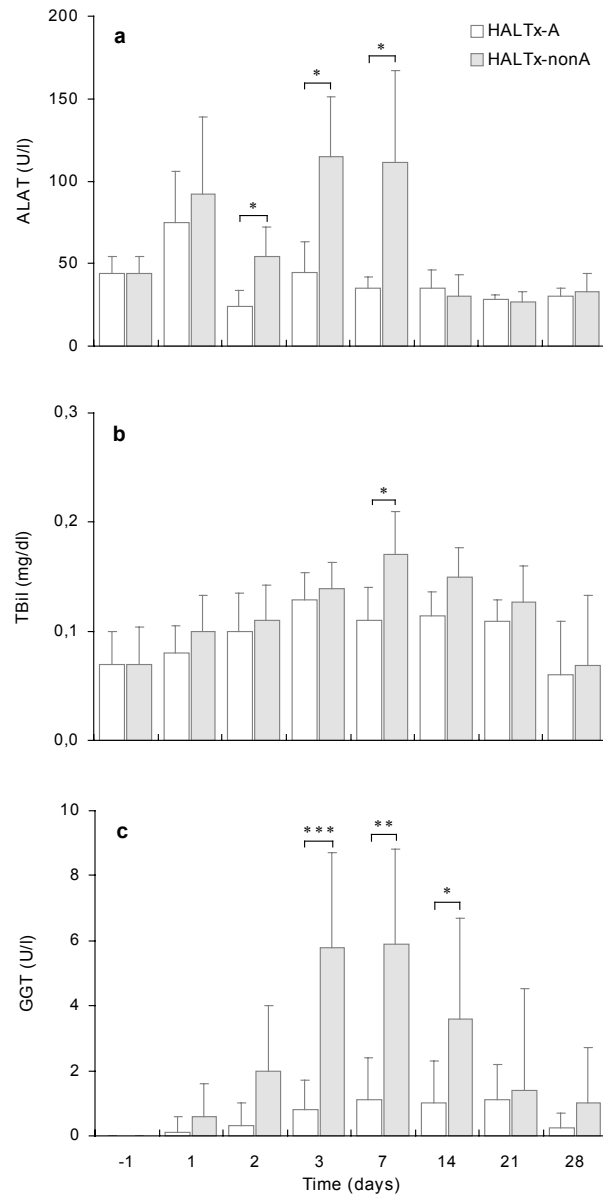 a
HALTx-A
HALTx-nonA
ALAT (U/l)
200
150
100
50
0
*
*
*
b
TBil (mg/dl)
0,3
0,2
0,1
0,0
*
c
GGT (U/l)
10
8
6
4
2
0
***
**
*
-1 1 2 3 7 14 21 28
Time (days)